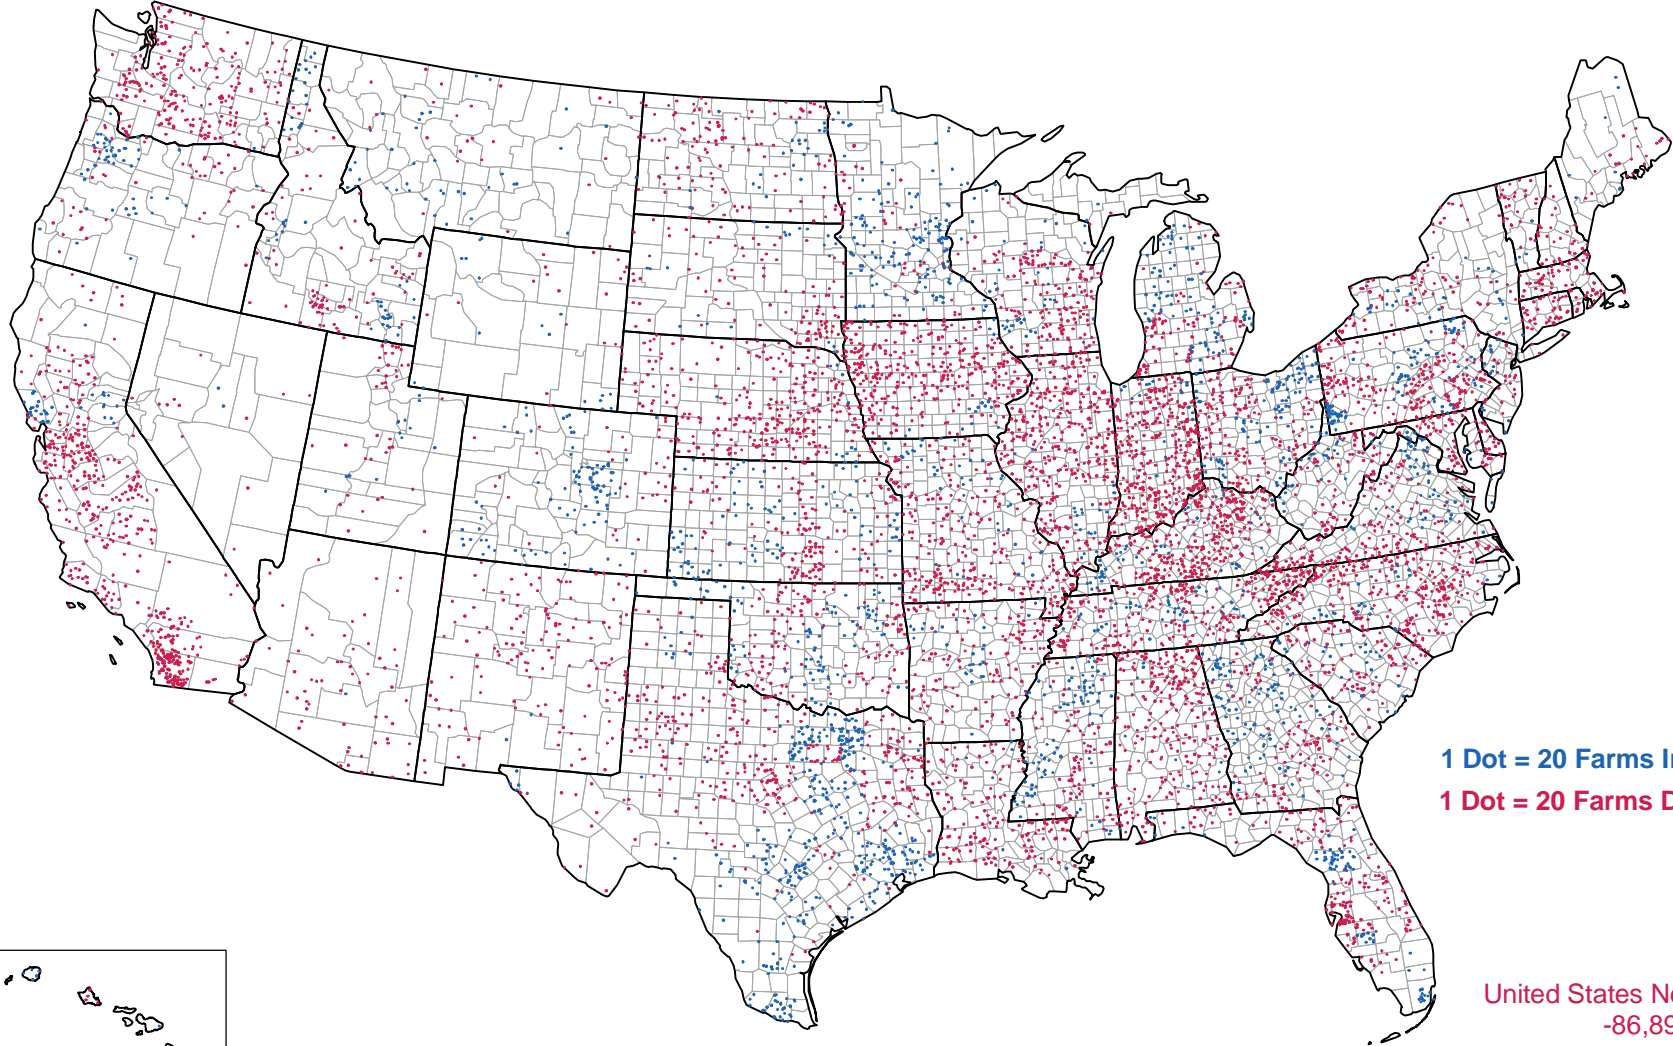 1 Dot = 20 Farms I
1 Dot = 20 Farms D
United States N
-86,89